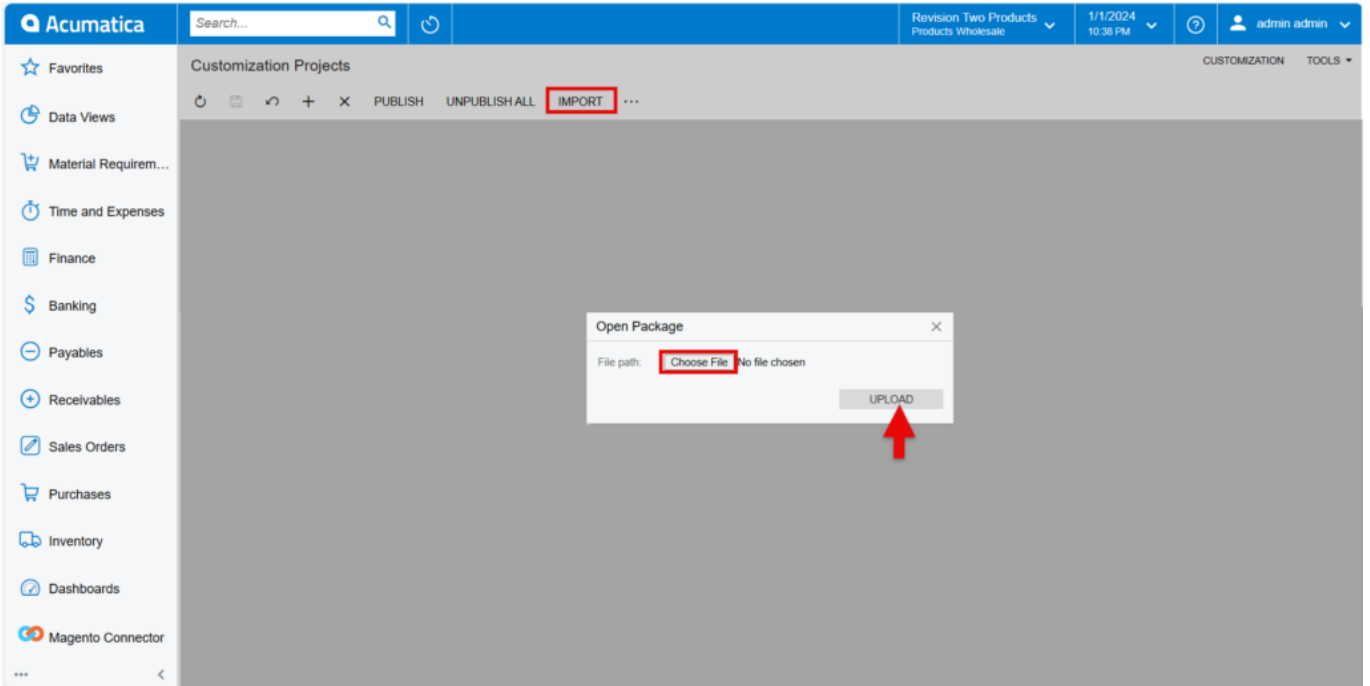 Acumatica
Search...
Revision Two Products
Products Wholesale
1/1/2024
10:38 PM
admin admin
Favorites
Data Views
Material Requirem...
Time and Expenses
Finance
Banking
Payables
Receivables
Sales Orders
Purchases
Inventory
Dashboards
Magento Connector
Customization Projects
CUSTOMIZATION TOOLS
PUBLISH UNPUBLISH ALL IMPORT
Open Package
File path: Choose File No file chosen
UPLOAD